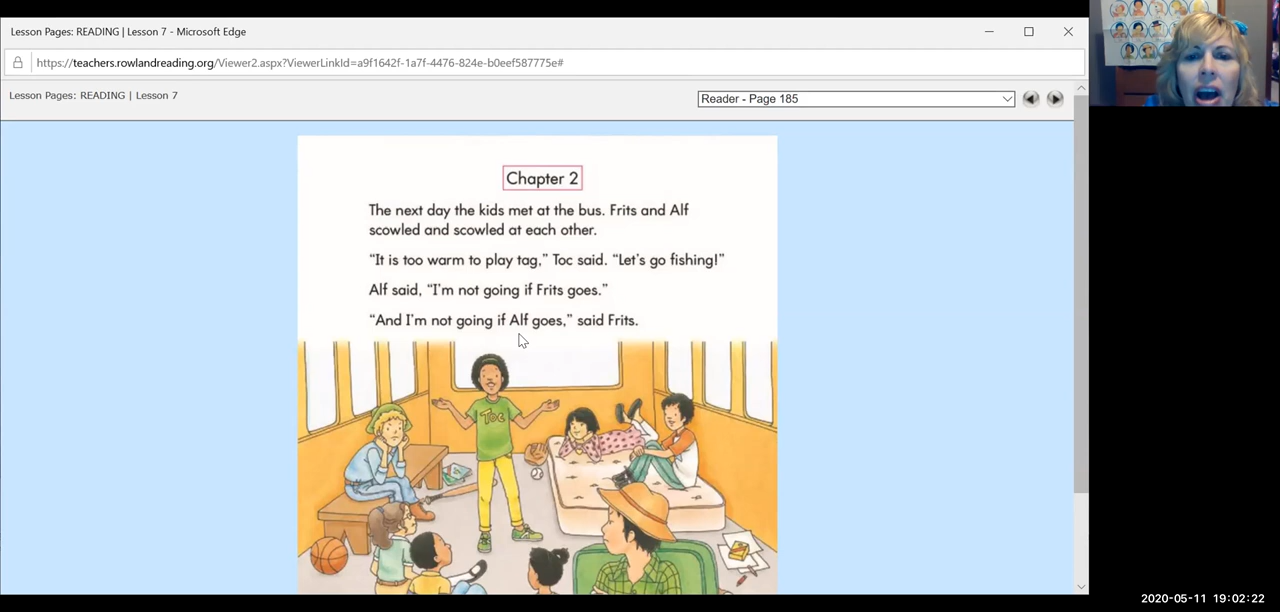 Lesson Pages: READING | Lesson 7 - Microsoft Edge
https://teachers.rowlandreading.org/Viewer2.aspx?ViewerLinkId=a9f1642f-1a7f-4476-824e-b0eef587775e#
Lesson Pages: READING | Lesson 7
Reader - Page 185
Chapter 2
The next day the kids met at the bus. Frits and Alf
scowled and scowled at each other.
“It is too warm to play tag,” Toc said. “Let’s go fishing!”
Alf said, “I’m not going if Frits goes.”
“And I’m not going if Alf goes,” said Frits.
Toc
2020-05-11 19:02:22